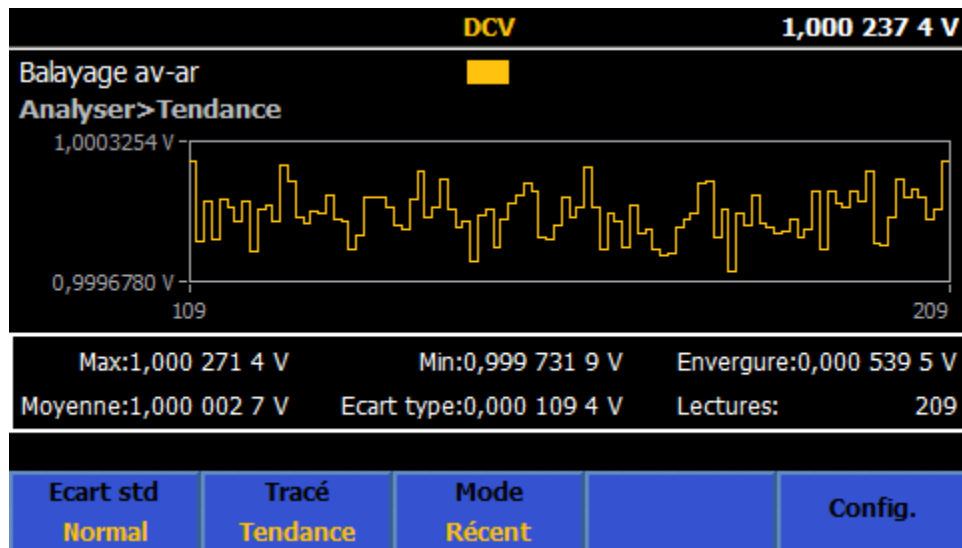 DCV 1,000 237 4 V
Balayage av-ar
Analyser>Tendance
1,0003254 V
0,9996780 V
109 209
Max:1,000 271 4 V Min:0,999 731 9 V Envergure:0,000 539 5 V
Moyenne:1,000 002 7 V Ecart type:0,000 109 4 V Lectures: 209
Ecart std Tracé Mode Config.
Normal Tendance Récent